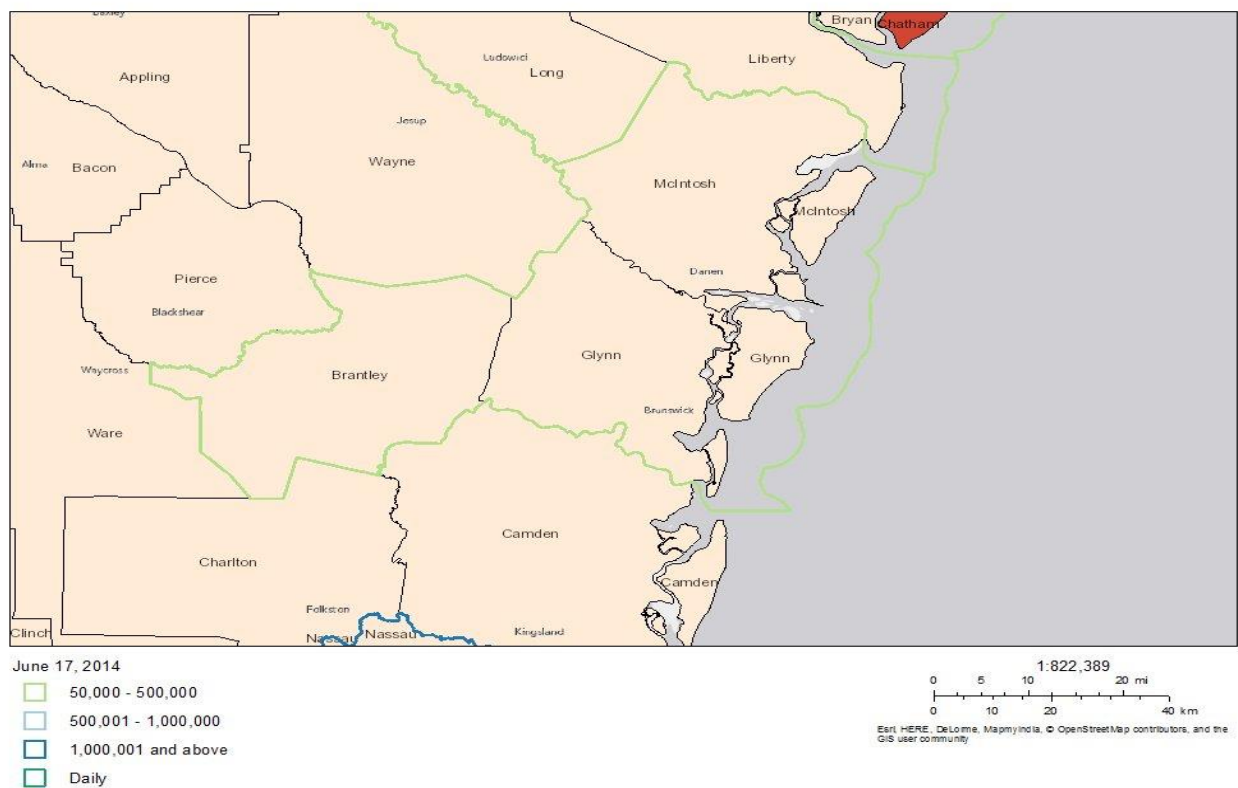 Baxley
Bryan
Chatham
Ludowici
Long
Liberty
Appling
Jesup
Wayne
Alma
Bacon
McIntosh
McIntosh
Darien
Pierce
Blackshear
Glynn
Glynn
Waycross
Brantley
Brunswick
Ware
Camden
Charlton
Camden
Folkston
Clinch
Nassau
Nassau
Kingsland
June 17, 2014
50,000 - 500,000
500,001 - 1,000,000
1,000,001 and above
Daily
1:822,389
0 5 10 20 mi
0 10 20 40 km
Esri, HERE, DeLorme, MapmyIndia, © OpenStreetMap contributors, and the
GIS user community